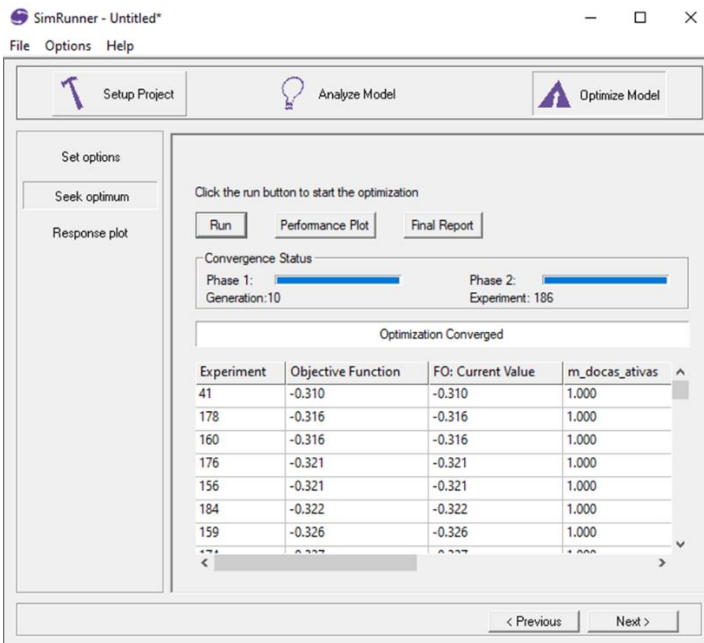 SimRunner - Untitled*
File Options Help
Setup Project Analyze Model Optimize Model
Set options
Seek optimum
Response plot
Click the run button to start the optimization
Run Performance Plot Final Report
Convergence Status
Phase 1: Phase 2:
Generation:10 Experiment: 186
Optimization Converged
Experiment Objective Function FO: Current Value m_docas_ativas
41 -0.310 -0.310 1.000
178 -0.316 -0.316 1.000
160 -0.316 -0.316 1.000
176 -0.321 -0.321 1.000
156 -0.321 -0.321 1.000
184 -0.322 -0.322 1.000
159 -0.326 -0.326 1.000
< Previous Next >